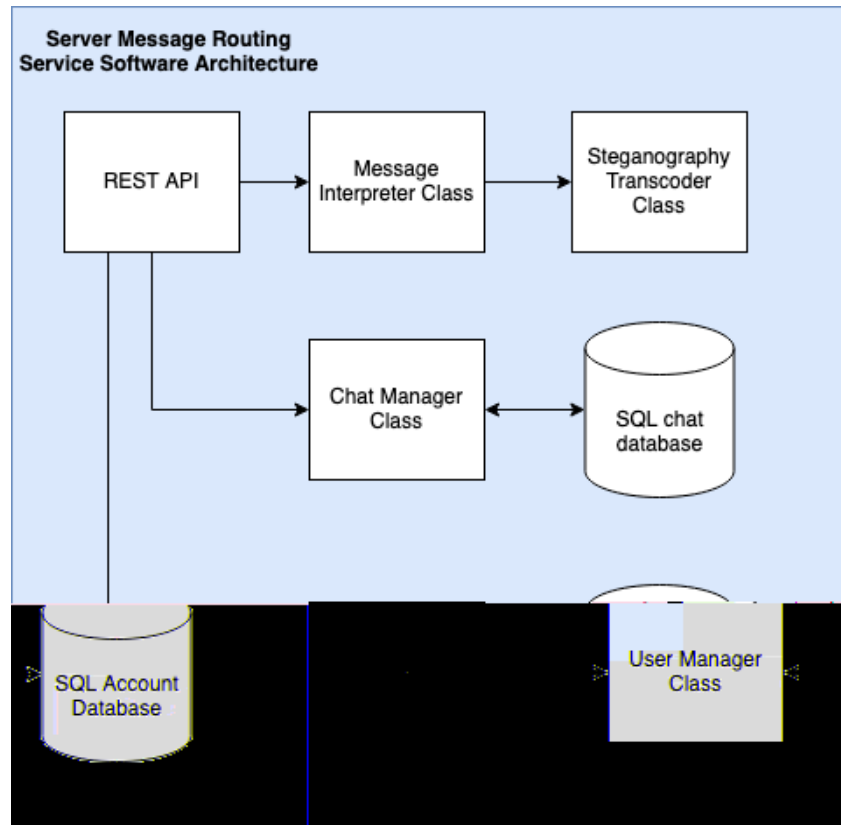 Server Message Routing
Service Software Architecture
REST API
Message
Interpreter Class
Steganography
Transcoder
Class
Chat Manager
Class
SQL chat
database
SQL Account
Database
User Manager
Class